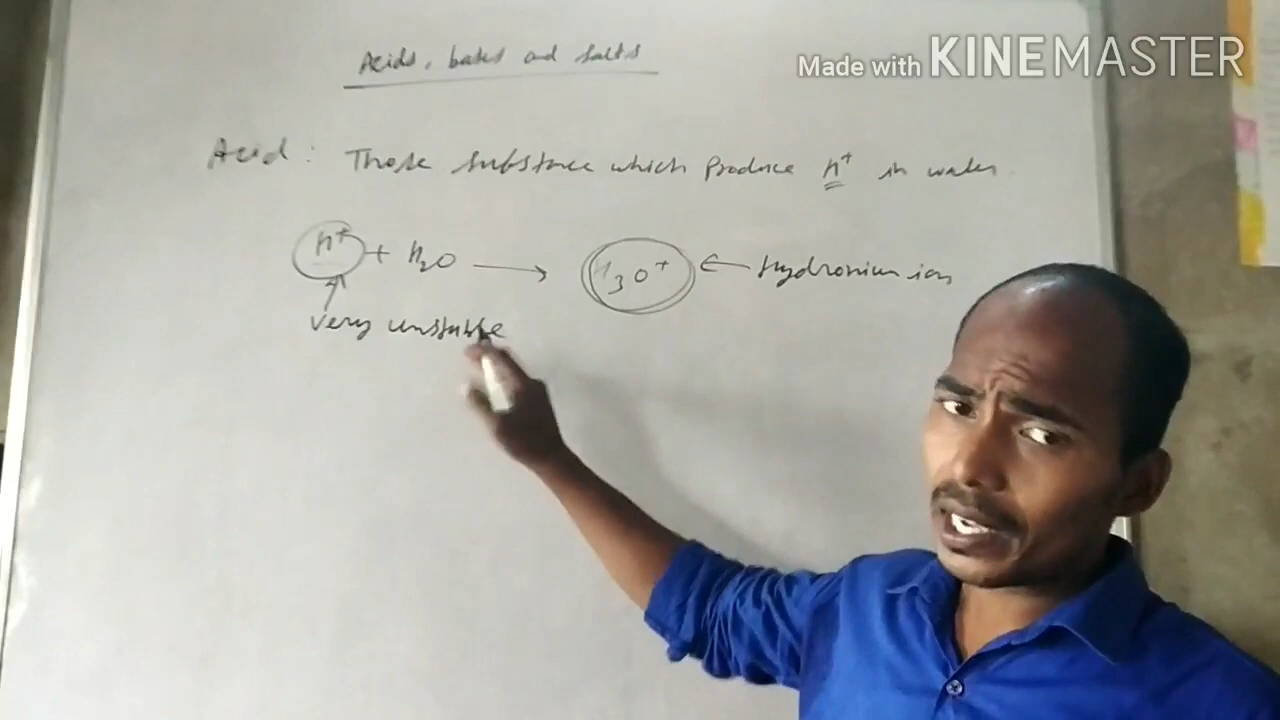 Made with KINEMASTER
Acids, bases and salts
Acid : Those substance which produce H⁺ in water
H⁺ + H₂O → H₃O⁺ ← Hydronium ion
Very unstable